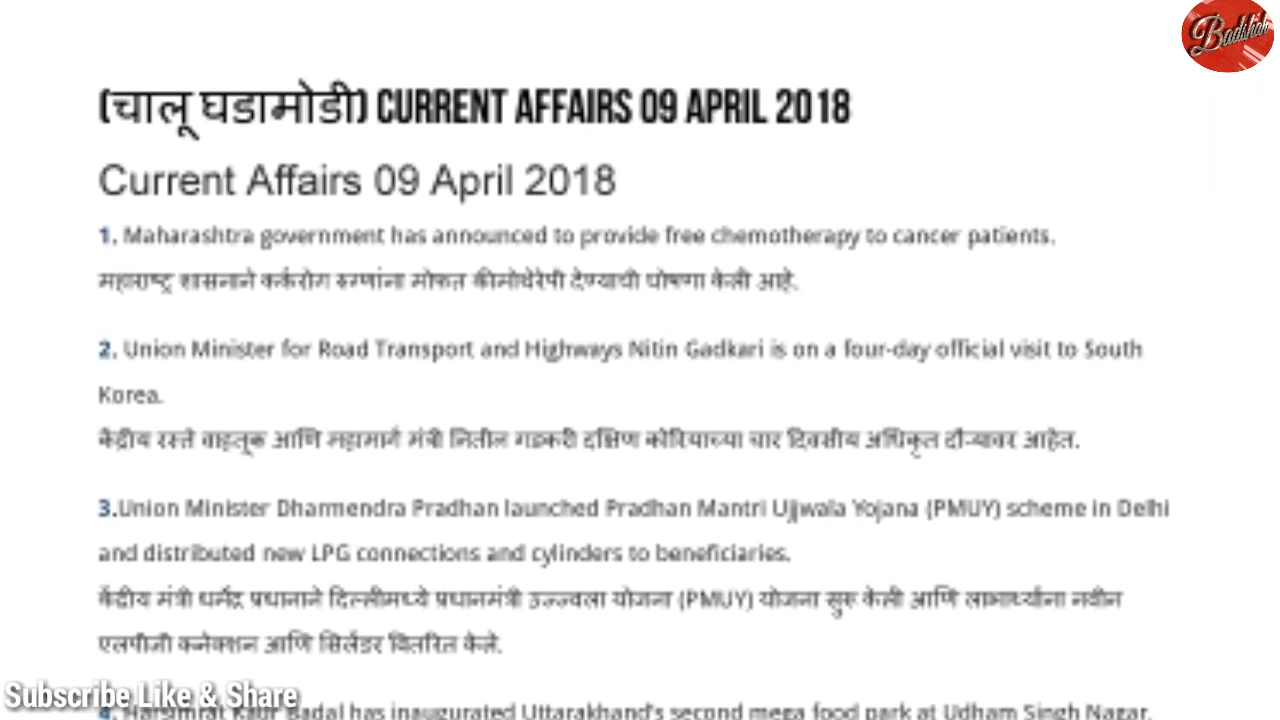 Badshah
(चालू घडामोडी) CURRENT AFFAIRS 09 APRIL 2018
Current Affairs 09 April 2018
1. Maharashtra government has announced to provide free chemotherapy to cancer patients.
महाराष्ट्र शासनाने कर्करोग रुग्णांना मोफत कीमोथेरेपी देण्याची घोषणा केली आहे.
2. Union Minister for Road Transport and Highways Nitin Gadkari is on a four-day official visit to South
Korea.
केंद्रीय रस्ते वाहतूक आणि महामार्ग मंत्री नितीन गडकरी दक्षिण कोरियाच्या चार दिवसीय अधिकृत दौऱ्यावर आहेत.
3.Union Minister Dharmendra Pradhan launched Pradhan Mantri Ujjwala Yojana (PMUY) scheme in Delhi
and distributed new LPG connections and cylinders to beneficiaries.
केंद्रीय मंत्री धर्मेंद्र प्रधानाने दिल्लीमध्ये प्रधानमंत्री उज्ज्वला योजना (PMUY) योजना सुरू केली आणि लाभार्थ्यांना नवीन
एलपीजी कनेक्शन आणि सिलेंडर वितरित केले.
Subscribe Like & Share
4. Harsimrat Kaur Badal has inaugurated Uttarakhand's second mega food park at Udham Singh Nagar.